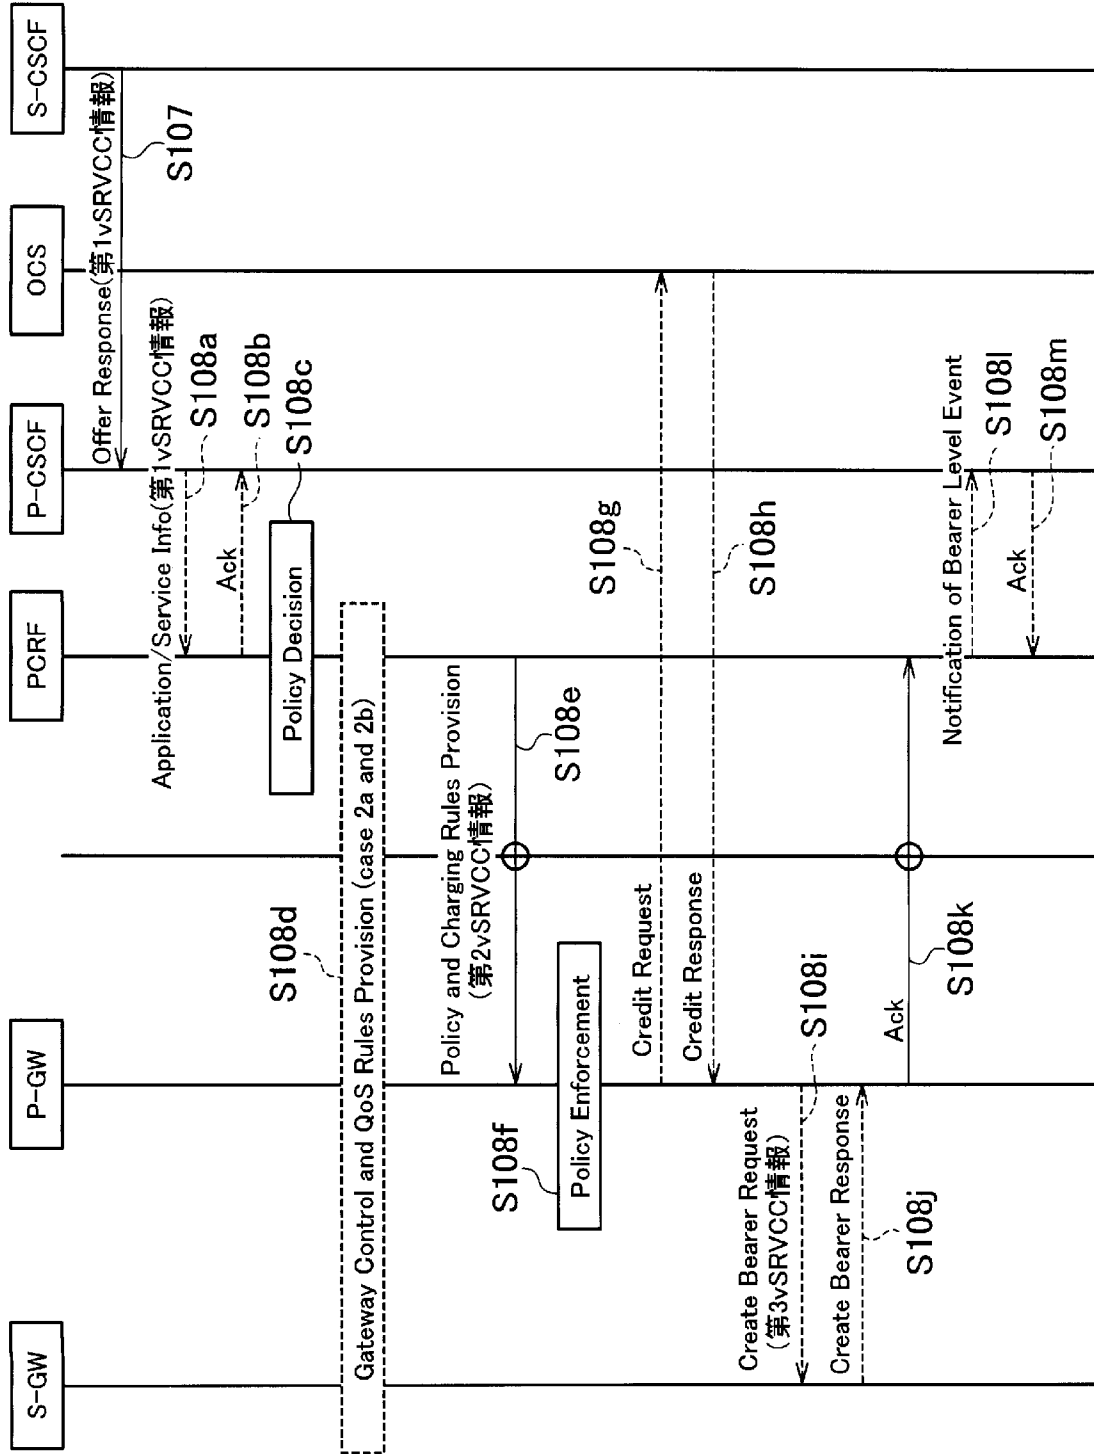 S-GW
P-GW
PCRF
P-CSCF
OCS
S-CSCF
Offer Response(第1vSRVCC情報)
S107
Application/Service Info(第1vSRVCC情報)
S108a
Ack
S108b
Policy Decision
S108c
Gateway Control and QoS Rules Provision (case 2a and 2b)
S108d
Policy and Charging Rules Provision
(第2vSRVCC情報)
S108e
Policy Enforcement
S108f
Credit Request
S108g
Credit Response
S108h
Create Bearer Request
(第3vSRVCC情報)
S108i
Create Bearer Response
S108j
Ack
S108k
Notification of Bearer Level Event
S108l
Ack
S108m